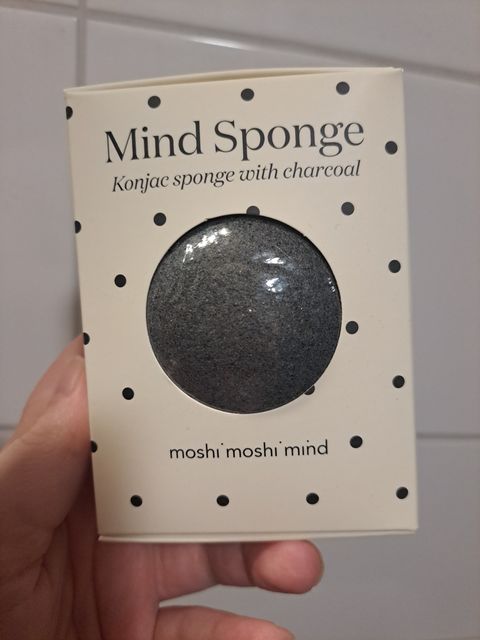 Mind Sponge
Konjac sponge with charcoal
moshi moshi mind